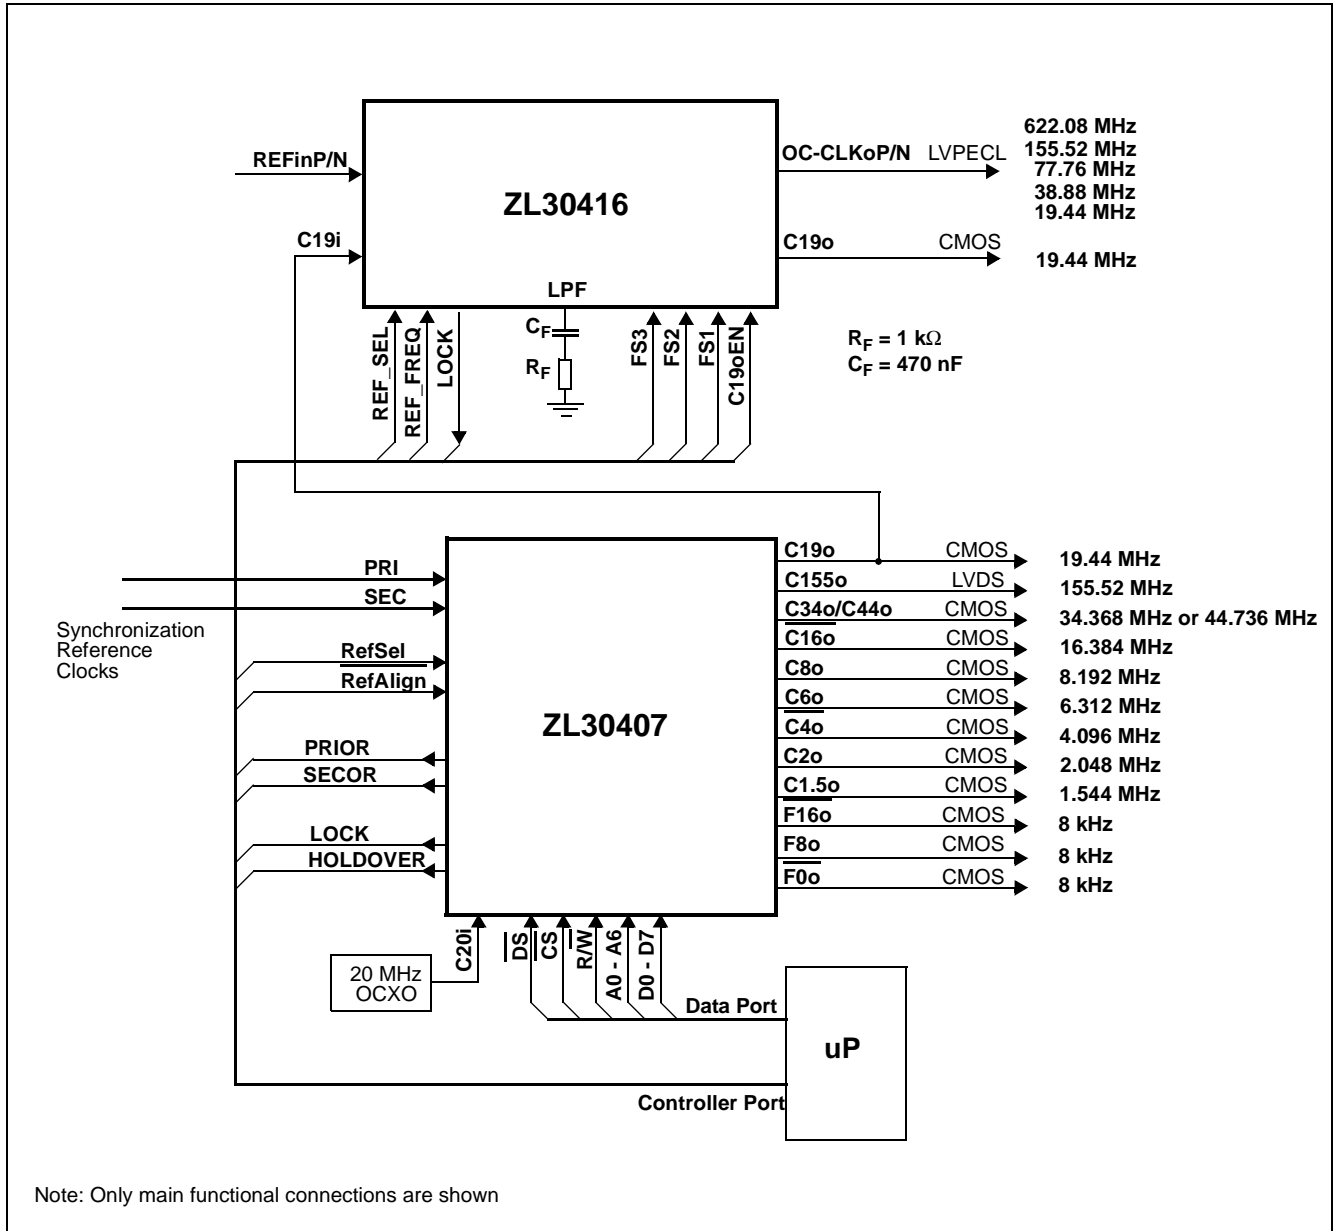 622.08 MHz
REFinP/N
OC-CLKoP/N LVPECL
155.52 MHz
77.76 MHz
38.88 MHz
19.44 MHz
ZL30416
C19i
C19o CMOS
19.44 MHz
LPF
REF_SEL
REF_FREQ
LOCK
CF
RF
FS3
FS2
FS1
C19oEN
RF = 1 kΩ
CF = 470 nF
PRI
SEC
Synchronization
Reference
Clocks
RefSel
RefAlign
PRIOR
SECOR
LOCK
HOLDOVER
ZL30407
C19o CMOS 19.44 MHz
C155o LVDS 155.52 MHz
C34o/C44o CMOS 34.368 MHz or 44.736 MHz
C16o CMOS 16.384 MHz
C8o CMOS 8.192 MHz
C6o CMOS 6.312 MHz
C4o CMOS 4.096 MHz
C2o CMOS 2.048 MHz
C1.5o CMOS 1.544 MHz
F16o CMOS 8 kHz
F8o CMOS 8 kHz
F0o CMOS 8 kHz
20 MHz
OCXO
C20i
DS
CS
R/W
A0 - A6
D0 - D7
Data Port
uP
Controller Port
Note: Only main functional connections are shown